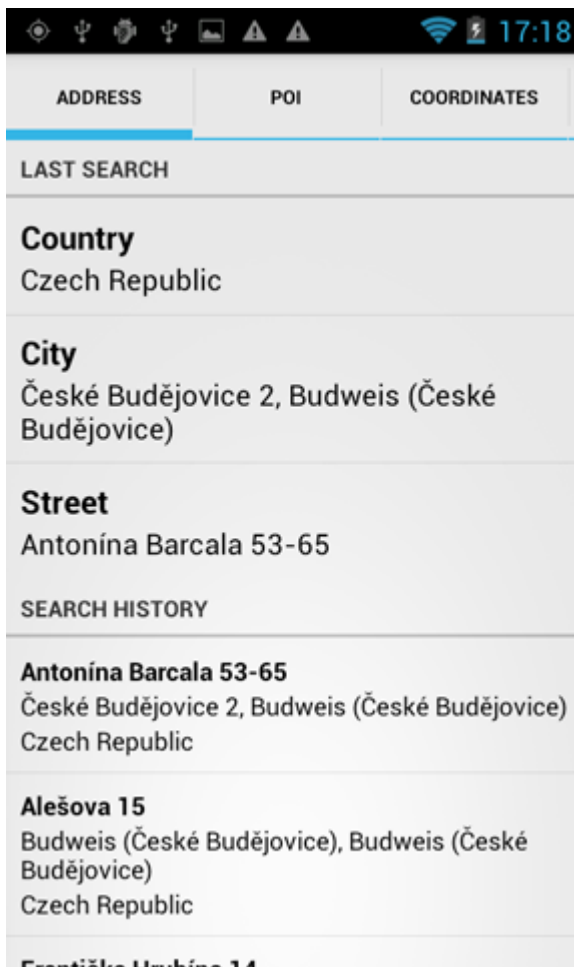 17:18
ADDRESS POI COORDINATES
LAST SEARCH
Country
Czech Republic
City
České Budějovice 2, Budweis (České
Budějovice)
Street
Antonína Barcala 53-65
SEARCH HISTORY
Antonína Barcala 53-65
České Budějovice 2, Budweis (České Budějovice)
Czech Republic
Alešova 15
Budweis (České Budějovice), Budweis (České
Budějovice)
Czech Republic